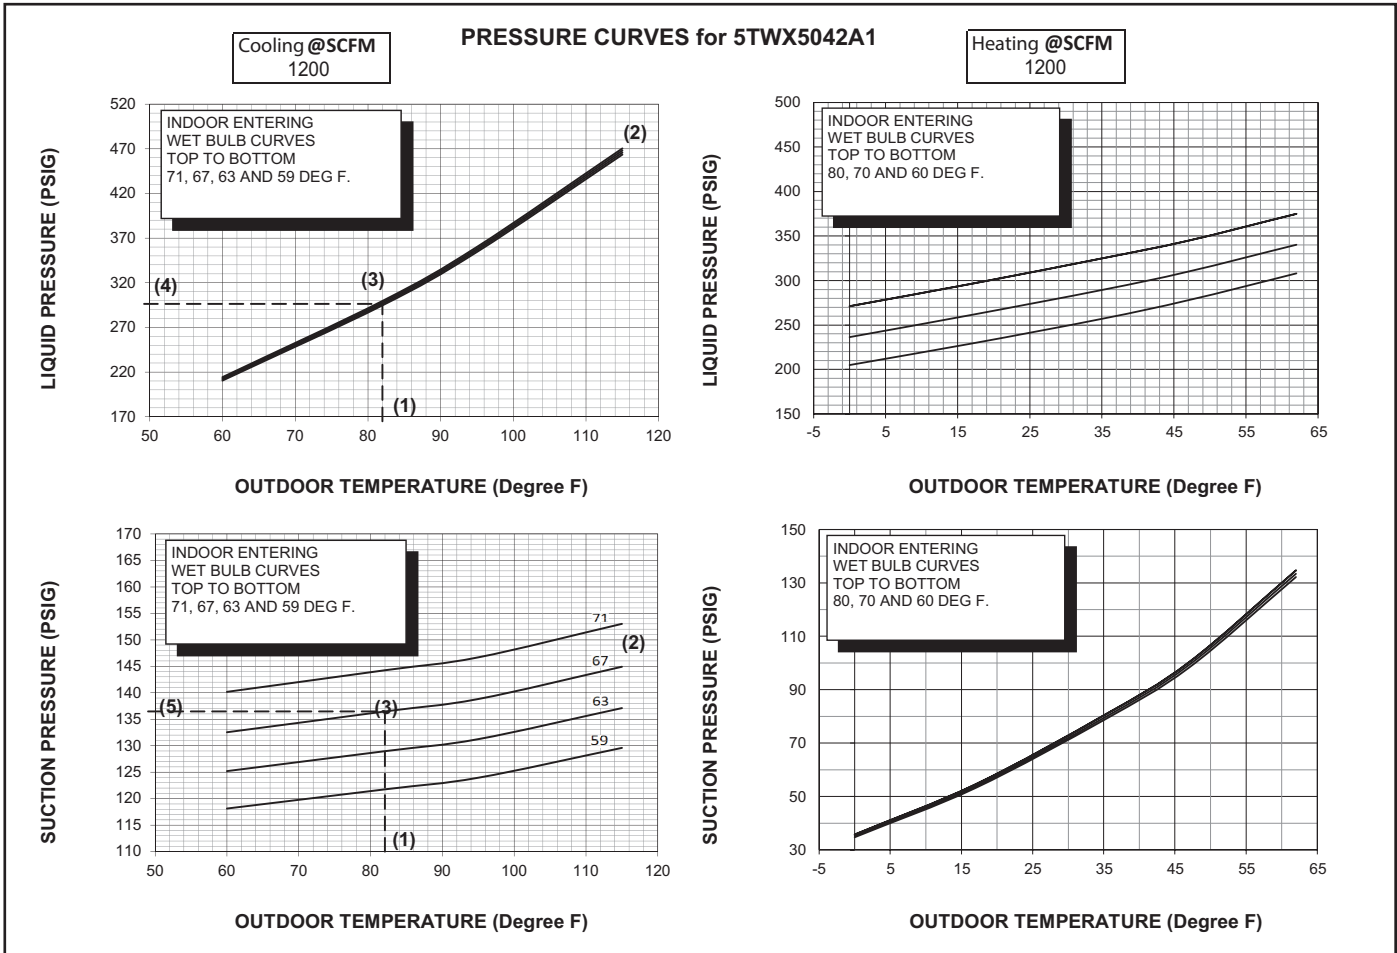 PRESSURE CURVES for 5TWX5042A1
Cooling @SCFM
1200
Heating @SCFM
1200
LIQUID PRESSURE (PSIG)
520
470
420
370
320
270
220
170
INDOOR ENTERING
WET BULB CURVES
TOP TO BOTTOM
71, 67, 63 AND 59 DEG F.
(2)
(3)
(4)
(1)
50 60 70 80 90 100 110 120
OUTDOOR TEMPERATURE (Degree F)
LIQUID PRESSURE (PSIG)
500
450
400
350
300
250
200
150
INDOOR ENTERING
WET BULB CURVES
TOP TO BOTTOM
80, 70 AND 60 DEG F.
-5 5 15 25 35 45 55 65
OUTDOOR TEMPERATURE (Degree F)
SUCTION PRESSURE (PSIG)
170
165
160
155
150
145
140
135
130
125
120
115
110
INDOOR ENTERING
WET BULB CURVES
TOP TO BOTTOM
71, 67, 63 AND 59 DEG F.
71
(2)
67
63
59
(5)
(3)
(1)
50 60 70 80 90 100 110 120
OUTDOOR TEMPERATURE (Degree F)
SUCTION PRESSURE (PSIG)
150
130
110
90
70
50
30
INDOOR ENTERING
WET BULB CURVES
TOP TO BOTTOM
80, 70 AND 60 DEG F.
-5 5 15 25 35 45 55 65
OUTDOOR TEMPERATURE (Degree F)